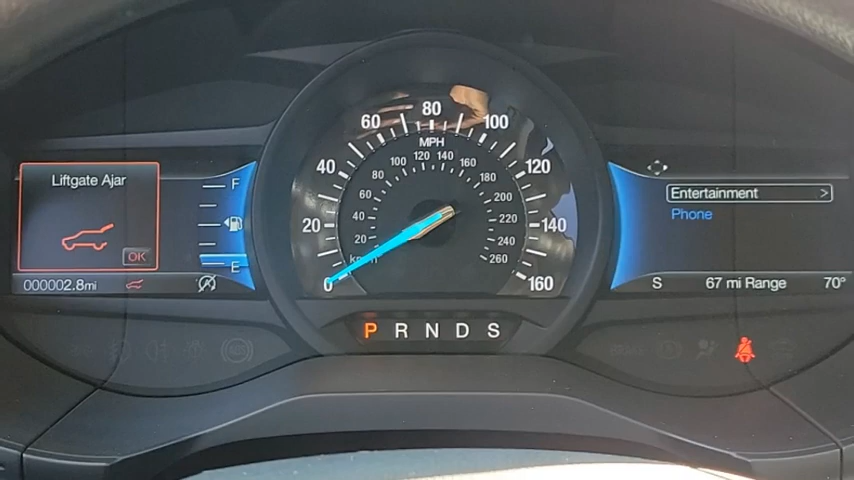 Liftgate Ajar
OK
000002.8mi
F
E
0
20
40
60
80
100
120
140
160
MPH
20
40
60
80
100
120
140
160
180
200
220
240
260
P R N D S
Entertainment >
Phone
S 67 mi Range 70°